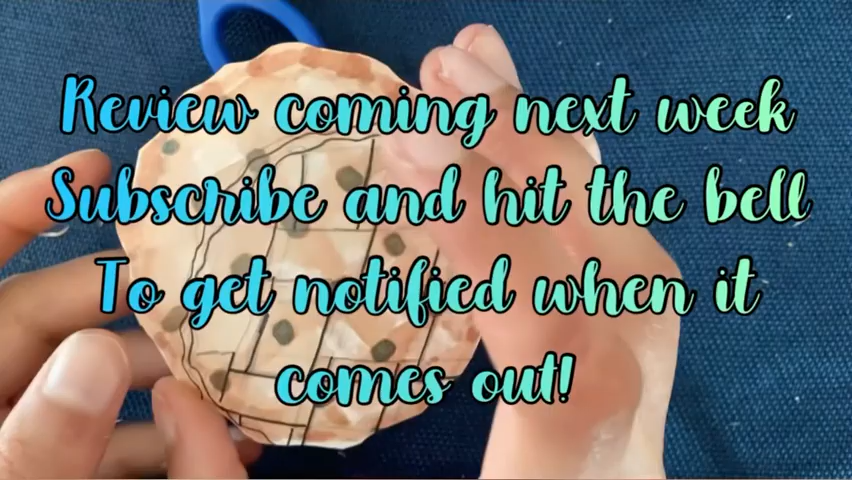 Review coming next week
Subscribe and hit the bell
To get notified when it
comes out!